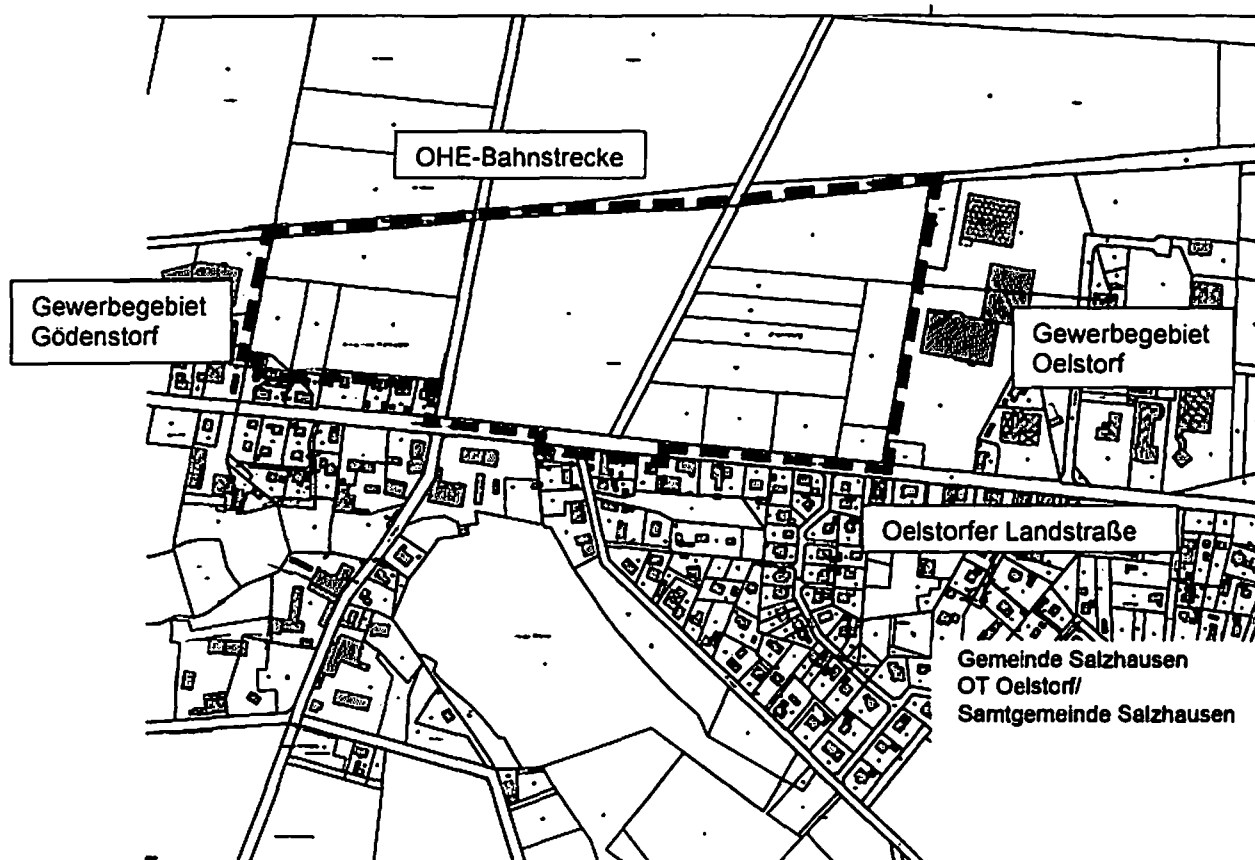 OHE-Bahnstrecke
Gewerbegebiet
Gödenstorf
Gewerbegebiet
Oelstorf
Oelstorfer Landstraße
Gemeinde Salzhausen
OT Oelstorf/
Samtgemeinde Salzhausen